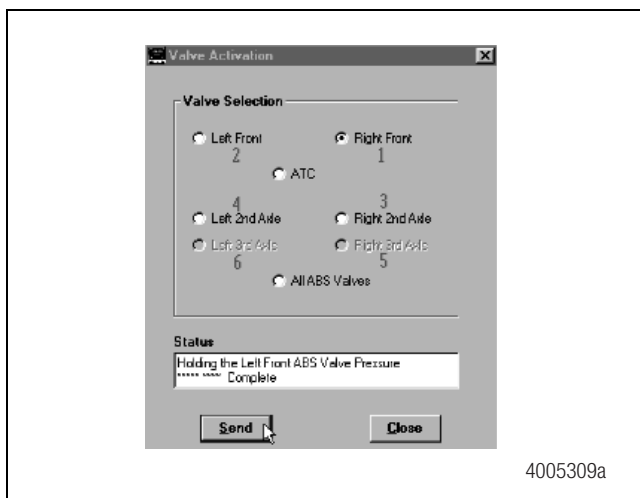 Valve Activation
Valve Selection
Left Front Right Front
2 1
ATC
4 3
Left 2nd Axle Right 2nd Axle
Left 3rd Axle Right 3rd Axle
6 5
All ABS Valves
Status
Holding the Left Front ABS Valve Pressure
***** **** Complete
Send Close
4005309a